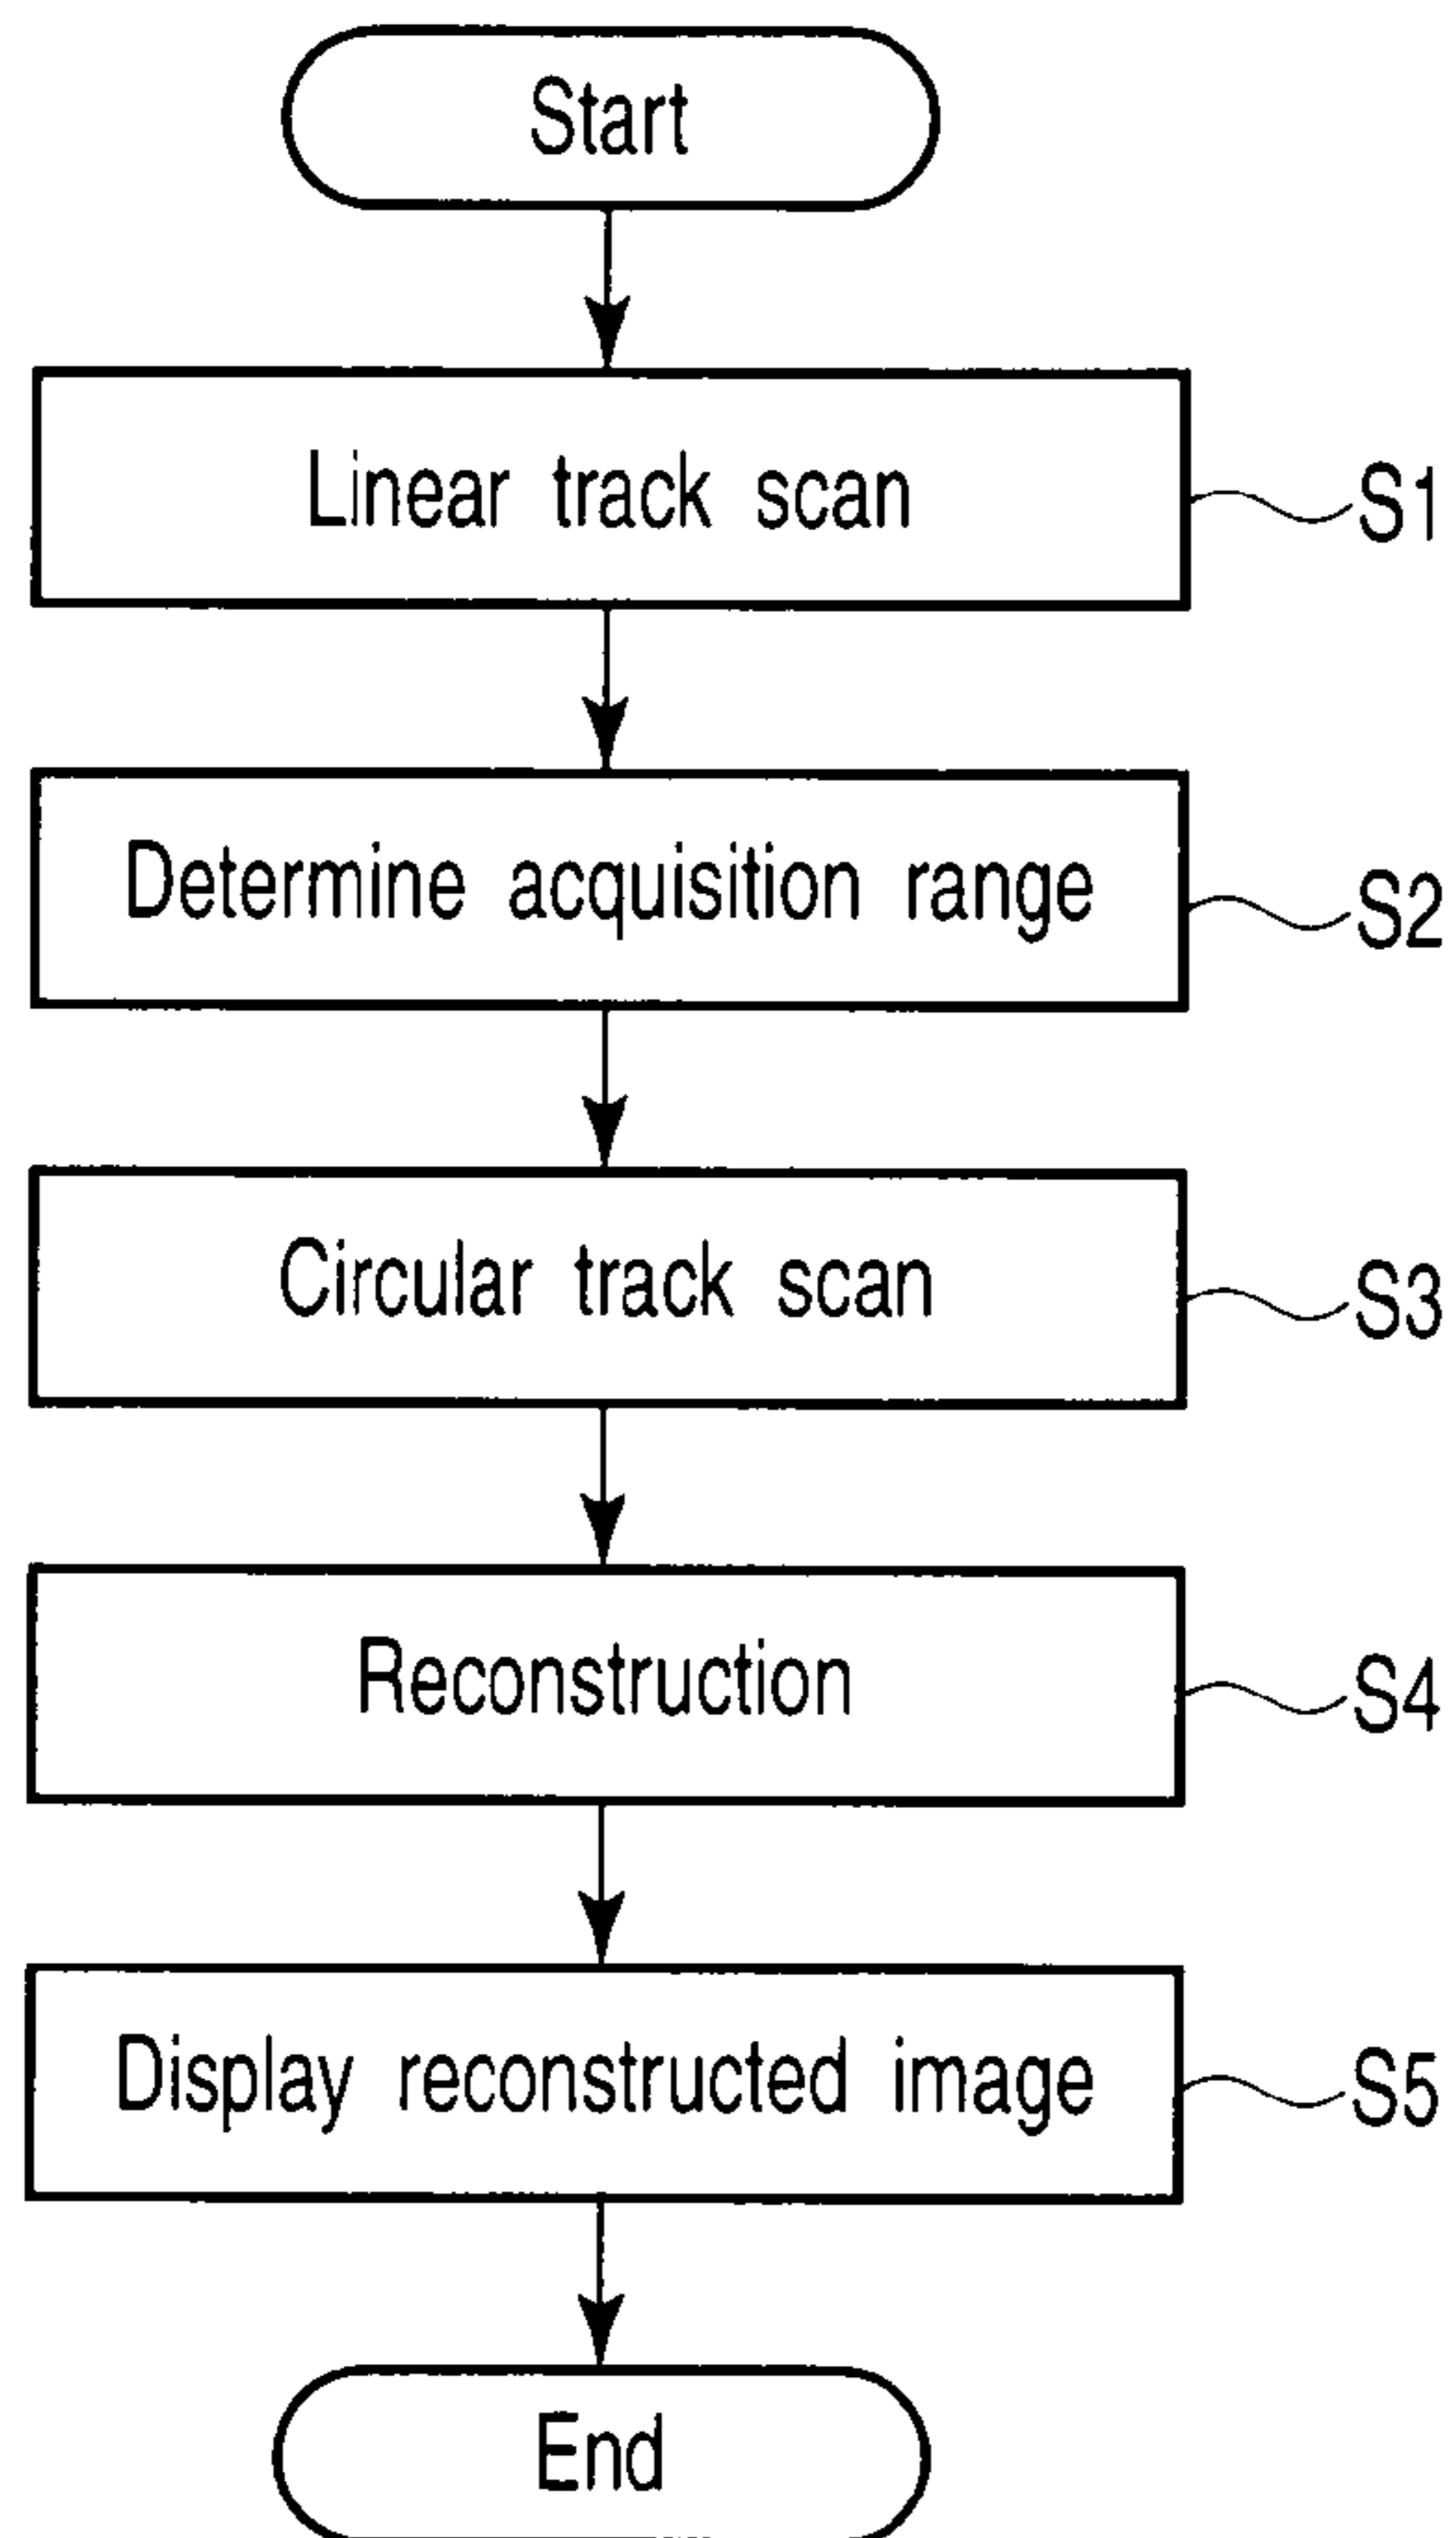 Start
Linear track scan
S1
Determine acquisition range
S2
Circular track scan
S3
Reconstruction
S4
Display reconstructed image
S5
End